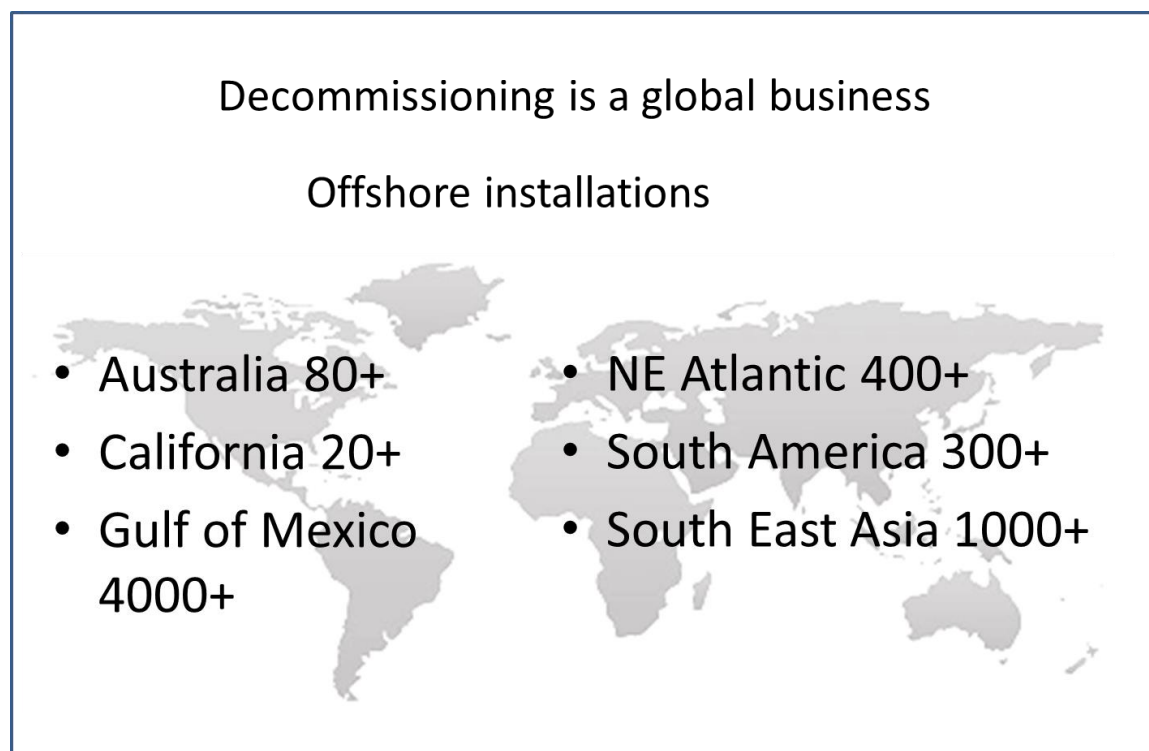 Decommissioning is a global business
Offshore installations
• Australia 80+
• California 20+
• Gulf of Mexico
4000+
• NE Atlantic 400+
• South America 300+
• South East Asia 1000+